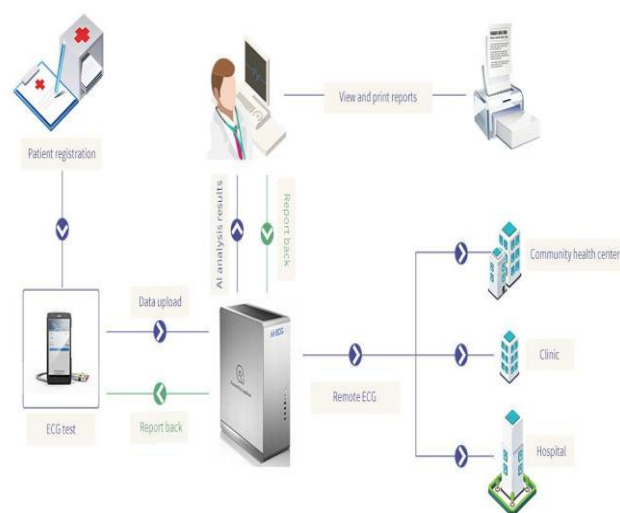 View and print reports
Patient registration
AI analysis results
Report back
Community health center
Data upload
Clinic
Remote ECG
ECG test
Report back
Hospital